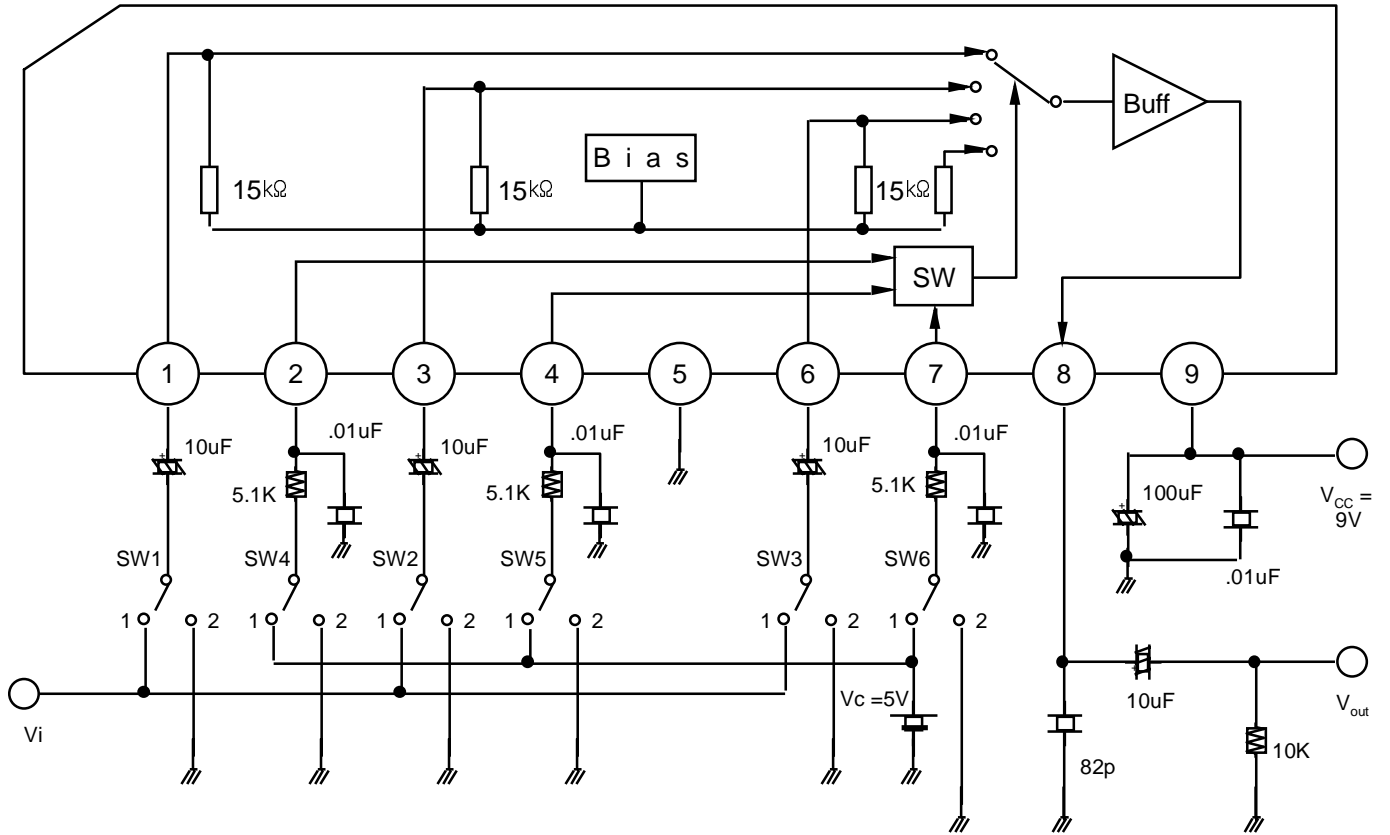 Buff
B i a s
15kΩ
15kΩ
15kΩ
SW
1
2
3
4
5
6
7
8
9
10uF
.01uF
10uF
.01uF
10uF
.01uF
5.1K
5.1K
5.1K
100uF
VCC =
9V
.01uF
SW1
SW4
SW2
SW5
SW3
SW6
1
2
1
2
1
2
1
2
1
2
1
2
Vi
Vc =5V
10uF
Vout
82p
10K